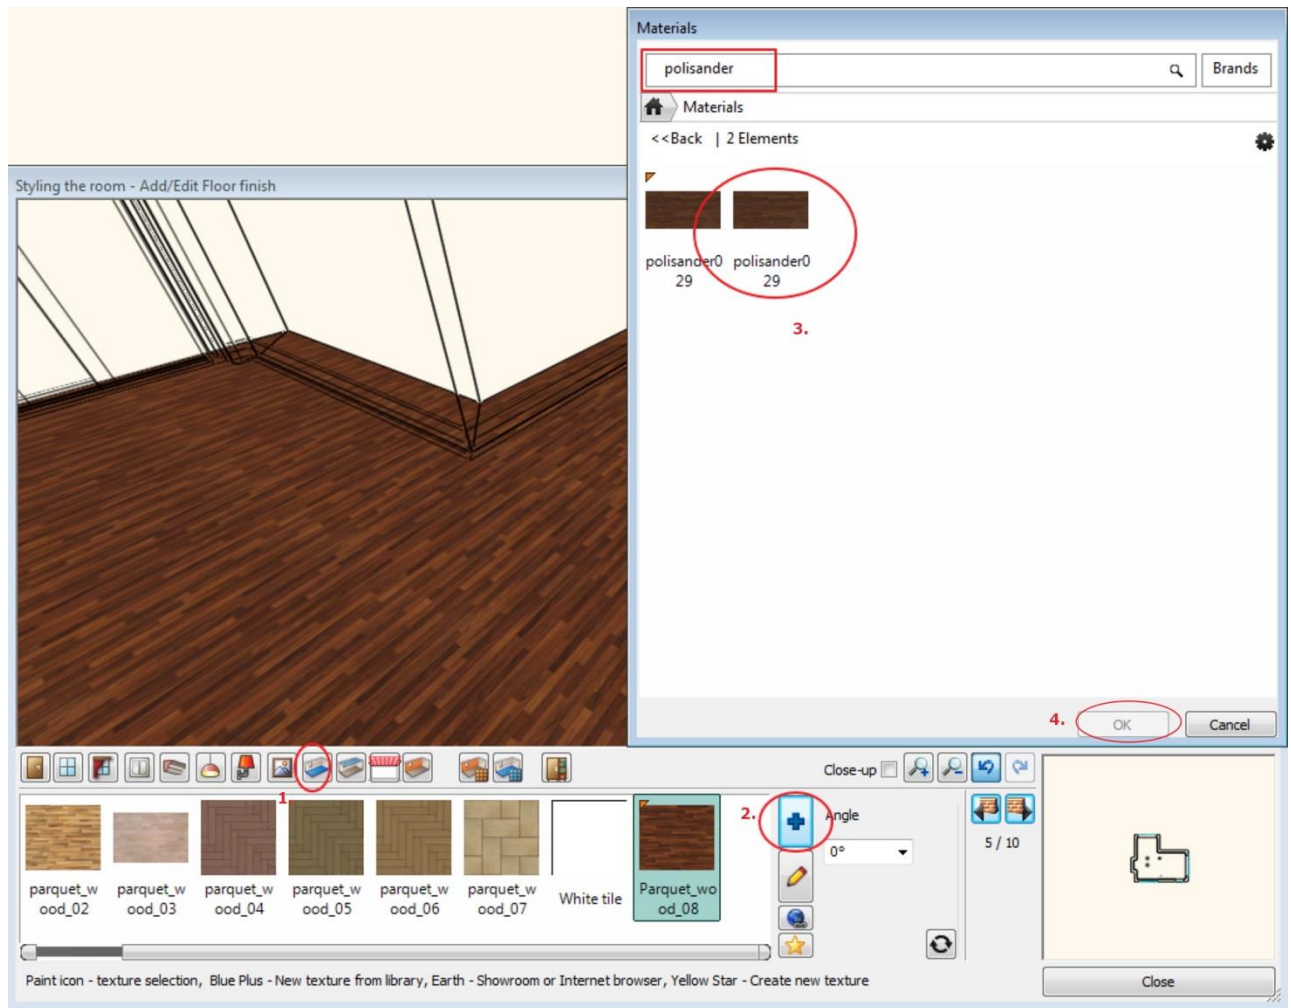 Materials
polisander
Brands
Materials
<<Back | 2 Elements
Styling the room - Add/Edit Floor finish
polisander0
29
polisander0
29
3.
4.
OK
Cancel
Close-up
1
2.
Angle
0°
5 / 10
parquet_w
ood_02
parquet_w
ood_03
parquet_w
ood_04
parquet_w
ood_05
parquet_w
ood_06
parquet_w
ood_07
White tile
Parquet_wo
od_08
Paint icon - texture selection, Blue Plus - New texture from library, Earth - Showroom or Internet browser, Yellow Star - Create new texture
Close